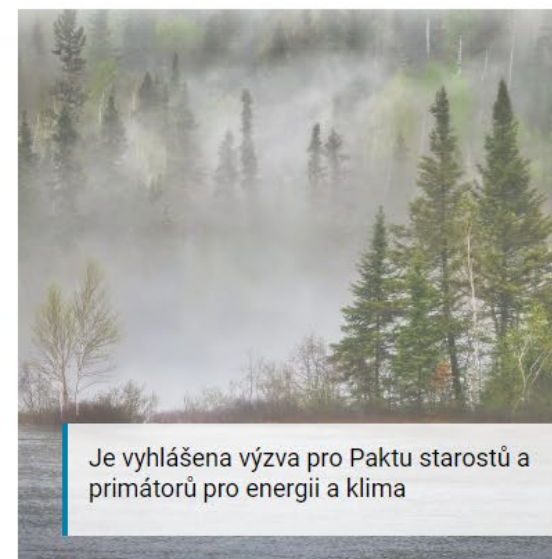 Je vyhlášena výzva pro Paktu starostů a
primátorů pro energii a klima